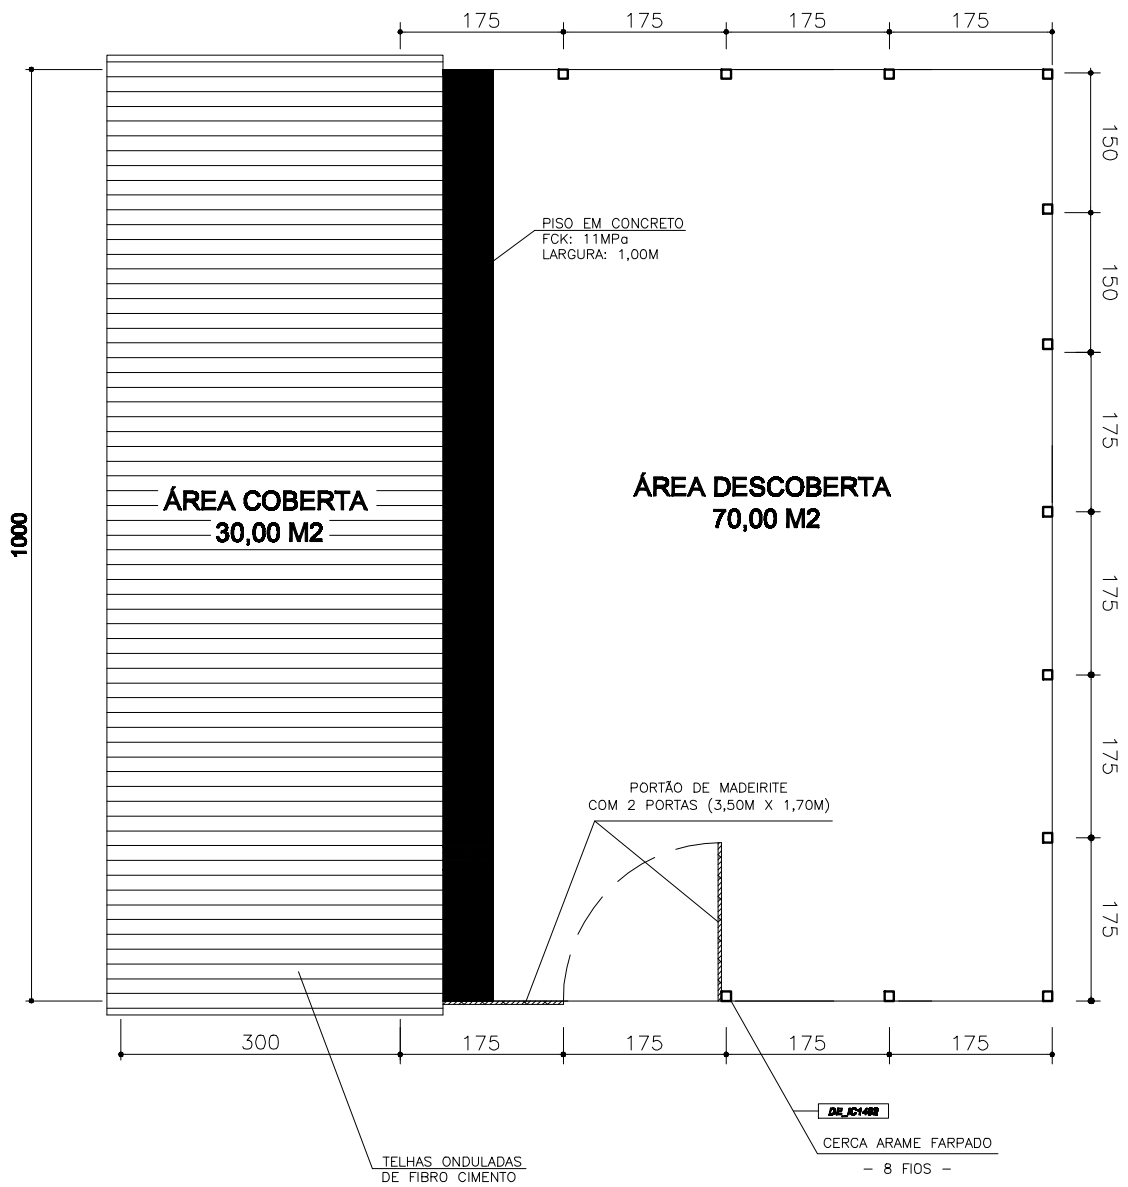 175
175
175
175
150
150
175
175
175
175
1000
PISO EM CONCRETO
FCK: 11MPa
LARGURA: 1,00M
ÁREA COBERTA
30,00 M2
ÁREA DESCOBERTA
70,00 M2
PORTÃO DE MADEIRITE
COM 2 PORTAS (3,50M X 1,70M)
300
175
175
175
175
CERCA ARAME FARPADO
- 8 FIOS -
TELHAS ONDULADAS
DE FIBRO CIMENTO